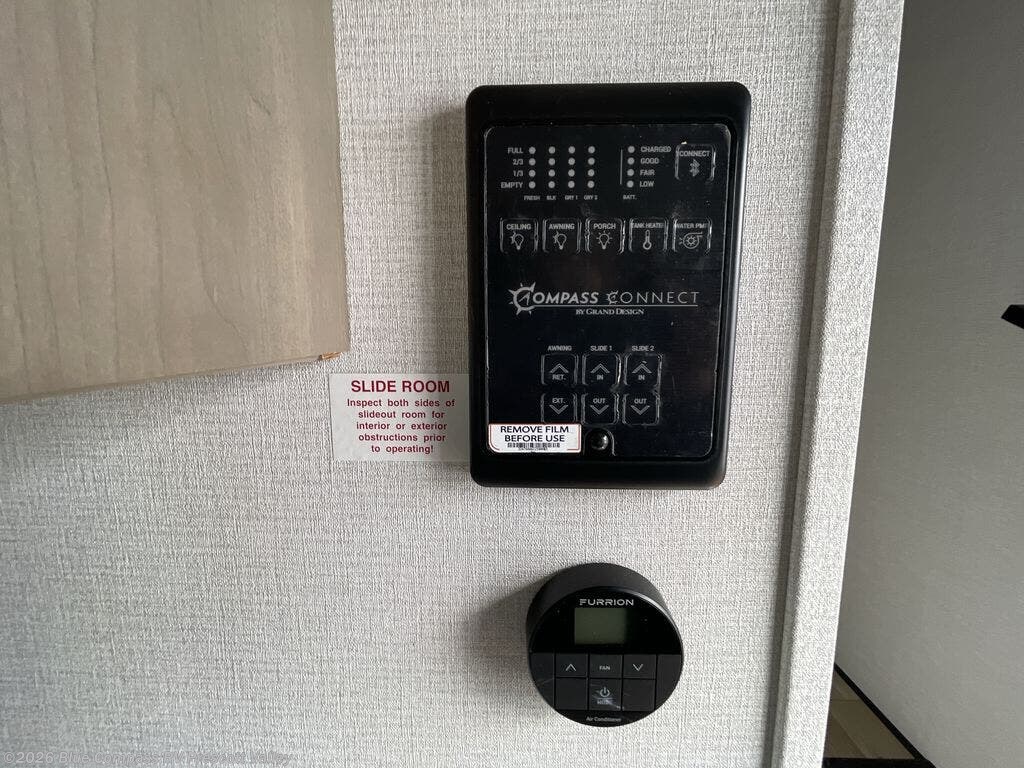 FULL
2/3
1/3
EMPTY
FRESH BLK GRY 1 GRY 2
CHARGED
GOOD
FAIR
LOW
BATT.
CONNECT
CEILING AWNING PORCH TANK HEATER WATER PMP
COMPASS CONNECT
BY GRAND DESIGN
AWNING SLIDE 1 SLIDE 2
RET. IN IN
EXT. OUT OUT
REMOVE FILM
BEFORE USE
SLIDE ROOM
Inspect both sides of
slideout room for
interior or exterior
obstructions prior
to operating!
FURRION
FAN
MODE
Air Conditioner